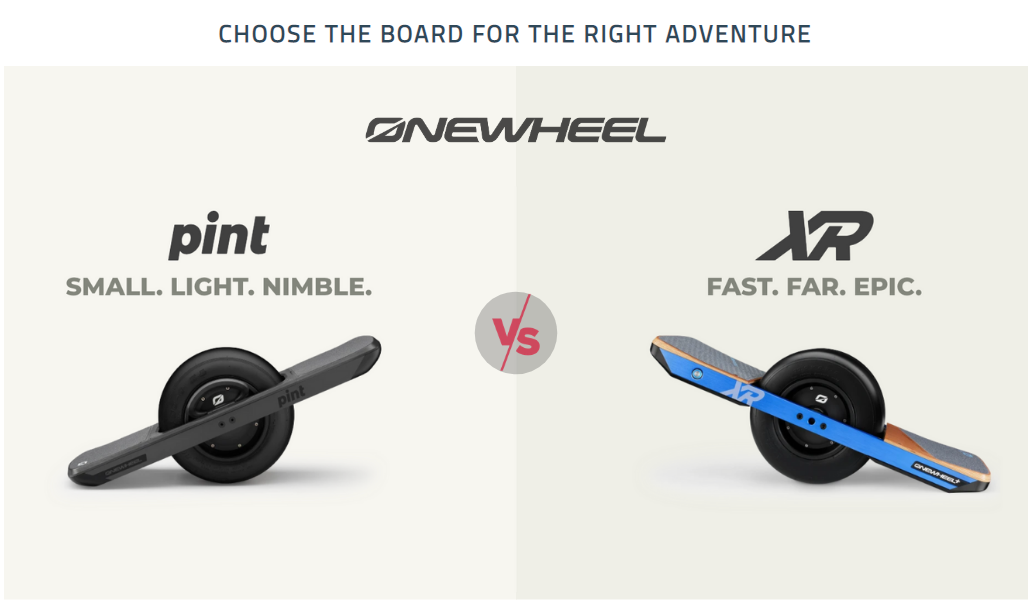 CHOOSE THE BOARD FOR THE RIGHT ADVENTURE
ONEWHEEL
pint
SMALL. LIGHT. NIMBLE.
XR
FAST. FAR. EPIC.
VS
pint
XR
ONEWHEEL+